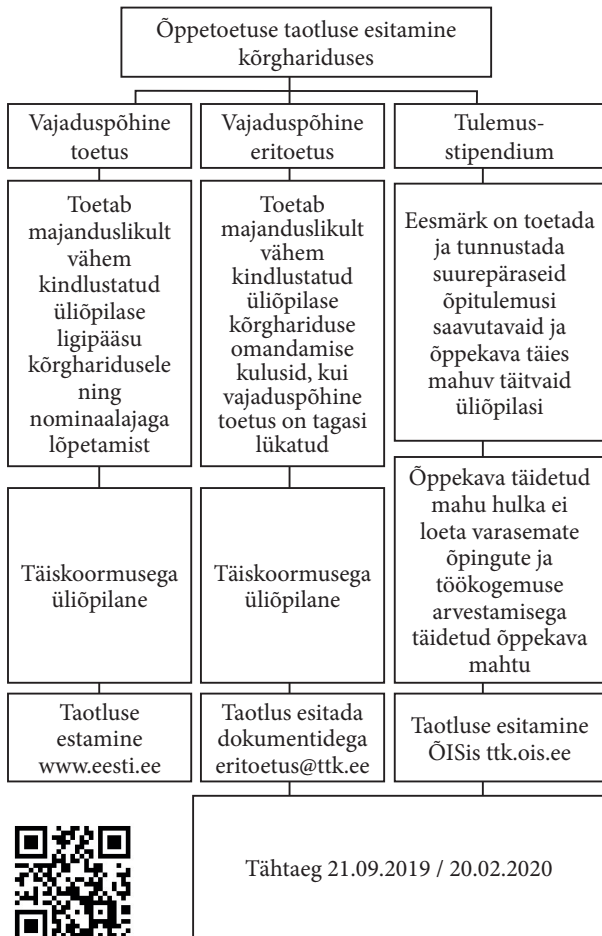 Õppetoetuse taotluse esitamine
kõrghariduses
Vajaduspõhine
toetus
Toetab
majanduslikult
vähem
kindlustatud
üliõpilase
ligipääsu
kõrgharidusele
ning
nominaalajaga
lõpetamist
Täiskoormusega
üliõpilane
Taotluse
estamine
www.eesti.ee
Vajaduspõhine
eritoetus
Toetab
majanduslikult
vähem
kindlustatud
üliõpilase
kõrghariduse
omandamise
kulusid, kui
vajaduspõhine
toetus on tagasi
lükatud
Täiskoormusega
üliõpilane
Taotlus esitada
dokumentidega
eritoetus@ttk.ee
Tulemus-
stipendium
Eesmärk on toetada
ja tunnustada
suurepäraseid
õpitulemusi
saavutavaid ja
õppekava täies
mahuv täitvaid
üliõpilasi
Õppekava täidetud
mahu hulka ei
loeta varasemate
õpingute ja
töökogemuse
arvestamisega
täidetud õppekava
mahtu
Taotluse esitamine
ÕISis ttk.ois.ee
Tähtaeg 21.09.2019 / 20.02.2020